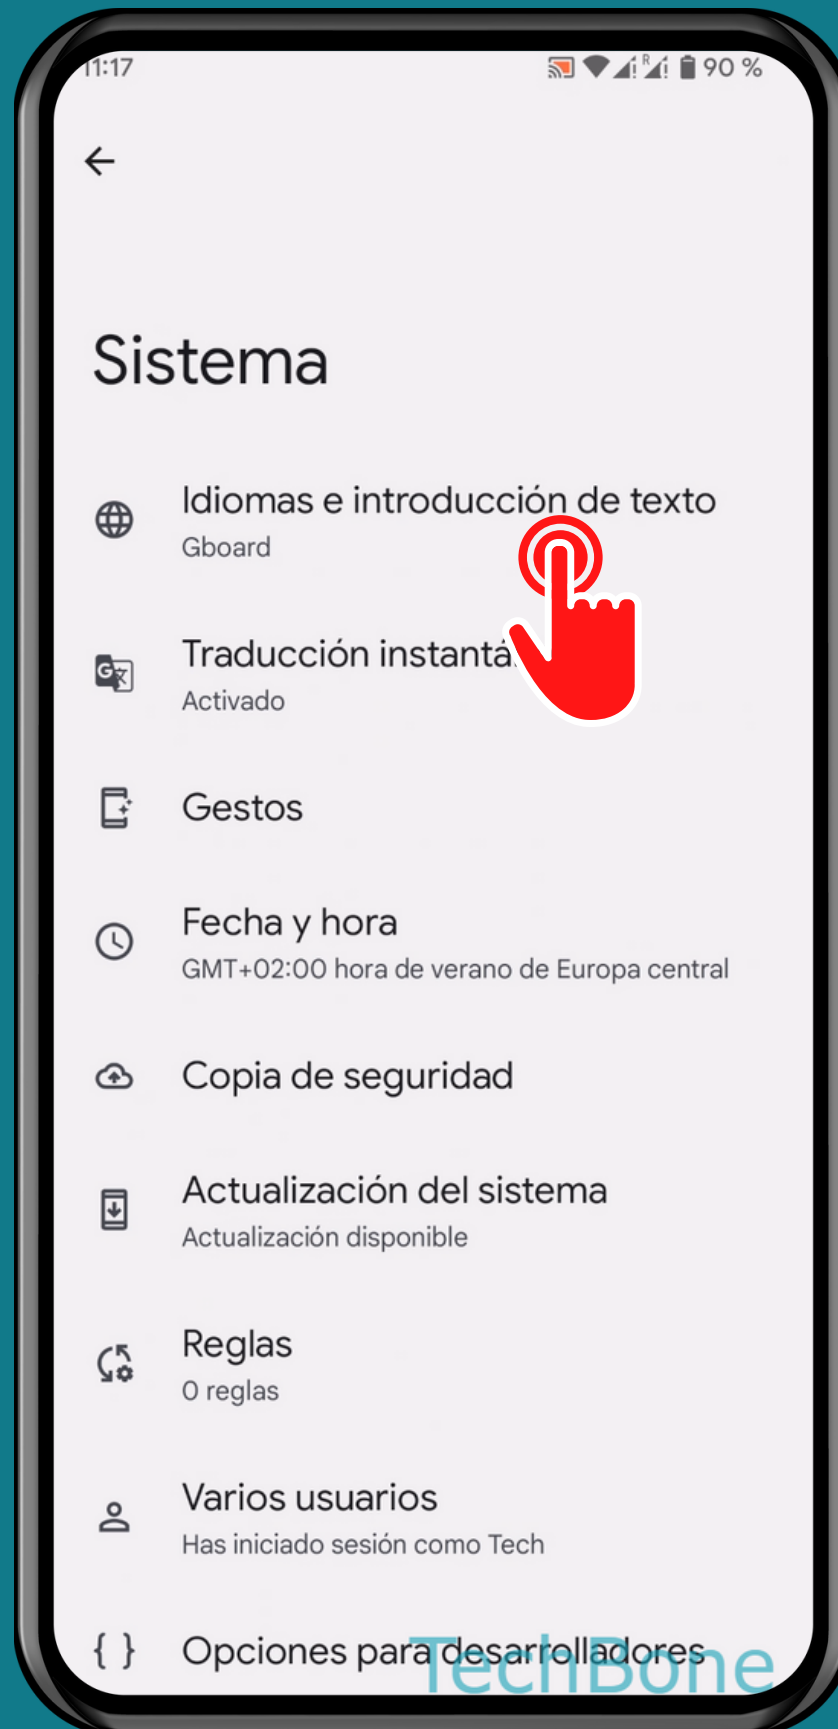 11:17 R 90 %
Sistema
Idiomas e introducción de texto
Gboard
Traducción
Activado
Gestos
Fecha y hora
GMT+02:00 hora de verano de Europa central
Copia de seguridad
Actualización del sistema
Actualización disponible
Reglas
0 reglas
Varios usuarios
Has iniciado sesión como Tech
{ } Opciones para desarrolladores
TechBone